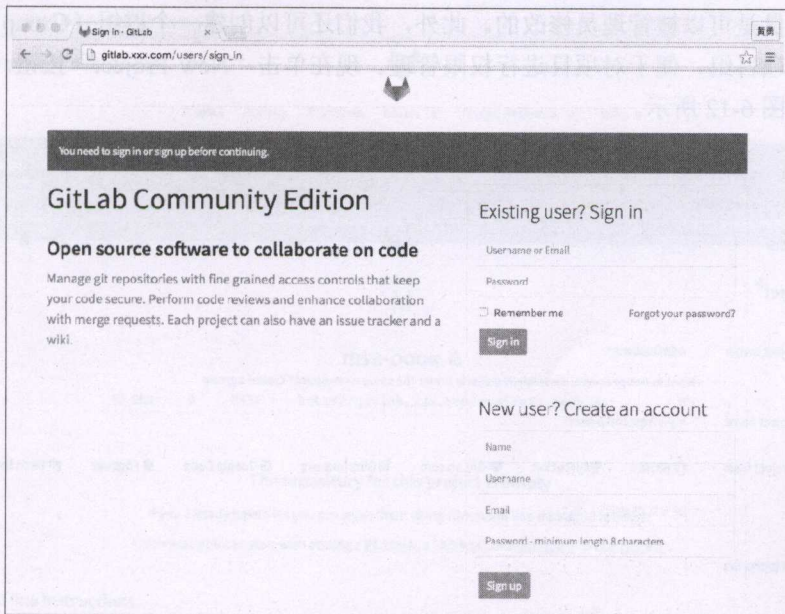 Sign in · GitLab
黄勇
gitlab.xxx.com/users/sign_in
You need to sign in or sign up before continuing.
GitLab Community Edition
Open source software to collaborate on code
Manage git repositories with fine grained access controls that keep
your code secure. Perform code reviews and enhance collaboration
with merge requests. Each project can also have an issue tracker and a
wiki.
Existing user? Sign in
Username or Email
Password
Remember me
Forgot your password?
Sign in
New user? Create an account
Name
Username
Email
Password - minimum length 8 characters
Sign up